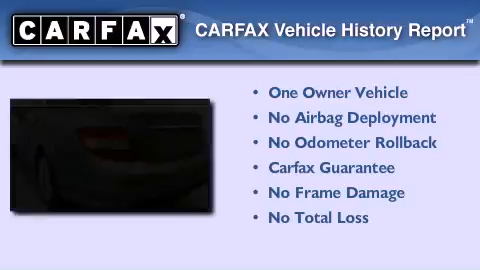 CARFAX® CARFAX Vehicle History Report™
• One Owner Vehicle
• No Airbag Deployment
• No Odometer Rollback
• Carfax Guarantee
• No Frame Damage
• No Total Loss